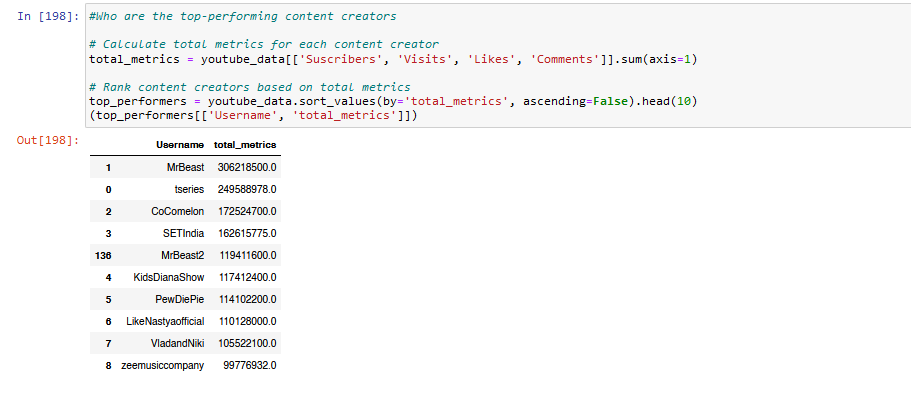 In [198]: #Who are the top-performing content creators
# Calculate total metrics for each content creator
total_metrics = youtube_data[['Suscribers', 'Visits', 'Likes', 'Comments']].sum(axis=1)
# Rank content creators based on total metrics
top_performers = youtube_data.sort_values(by='total_metrics', ascending=False).head(10)
(top_performers[['Username', 'total_metrics']])
Out[198]:
Username total_metrics
1 MrBeast 306218500.0
0 tseries 249588978.0
2 CoComelon 172524700.0
3 SETIndia 162615775.0
136 MrBeast2 119411600.0
4 KidsDianaShow 117412400.0
5 PewDiePie 114102200.0
6 LikeNastyaofficial 110128000.0
7 VladandNiki 105522100.0
8 zeemusiccompany 99776932.0